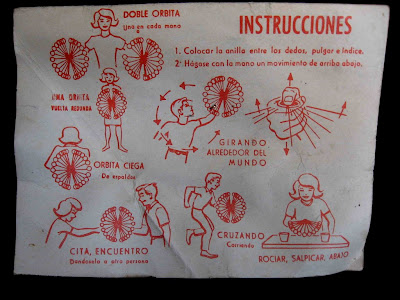 DOBLE ORBITA
Una en cada mano
INSTRUCCIONES
1. Colocar la anilla entre los dedos, pulgar e índice.
2º Hágase con la mano un movimiento de arriba abajo.
UNA ORBITA
VUELTA REDONDA
GIRANDO
ALREDEDOR DEL
MUNDO
ORBITA CIEGA
De espaldas
CITA, ENCUENTRO
Dandosela a otra persona
CRUZANDO
Corriendo
ROCIAR, SALPICAR, ABAJO